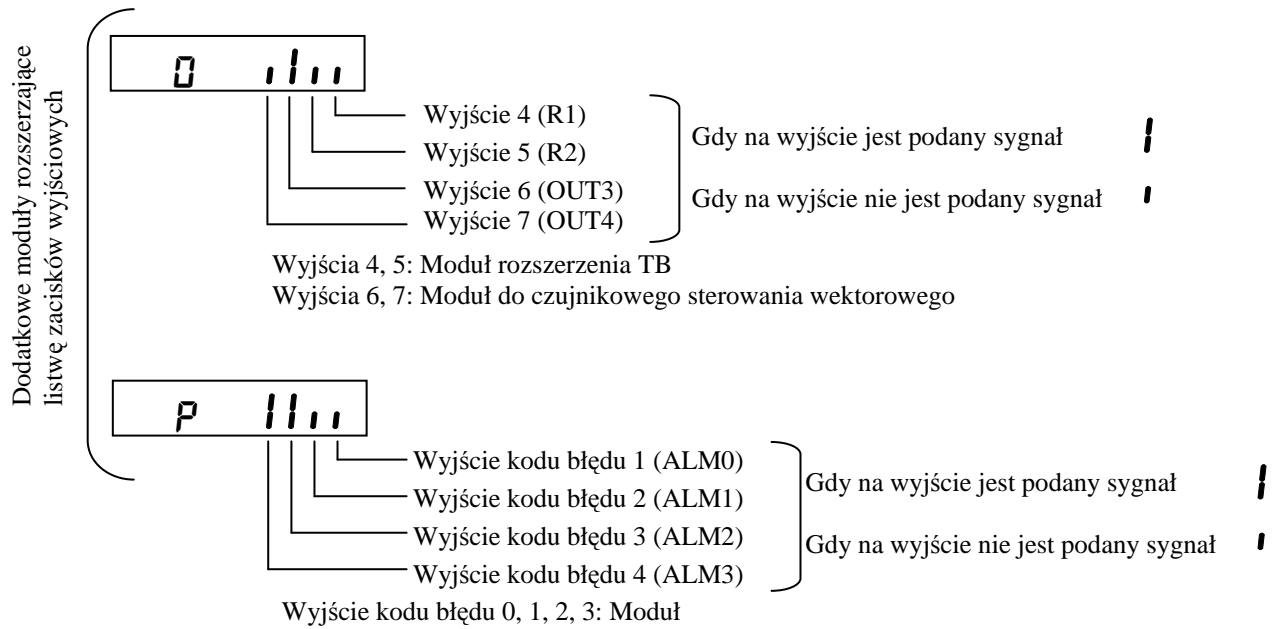 Dodatkowe moduły rozszerzające
listwę zacisków wyjściowych
0 ıIıı
Wyjście 4 (R1)
Wyjście 5 (R2)
Wyjście 6 (OUT3)
Wyjście 7 (OUT4)
Gdy na wyjście jest podany sygnał I
Gdy na wyjście nie jest podany sygnał ı
Wyjścia 4, 5: Moduł rozszerzenia TB
Wyjścia 6, 7: Moduł do czujnikowego sterowania wektorowego
P IIıı
Wyjście kodu błędu 1 (ALM0)
Wyjście kodu błędu 2 (ALM1)
Wyjście kodu błędu 3 (ALM2)
Wyjście kodu błędu 4 (ALM3)
Gdy na wyjście jest podany sygnał I
Gdy na wyjście nie jest podany sygnał ı
Wyjście kodu błędu 0, 1, 2, 3: Moduł